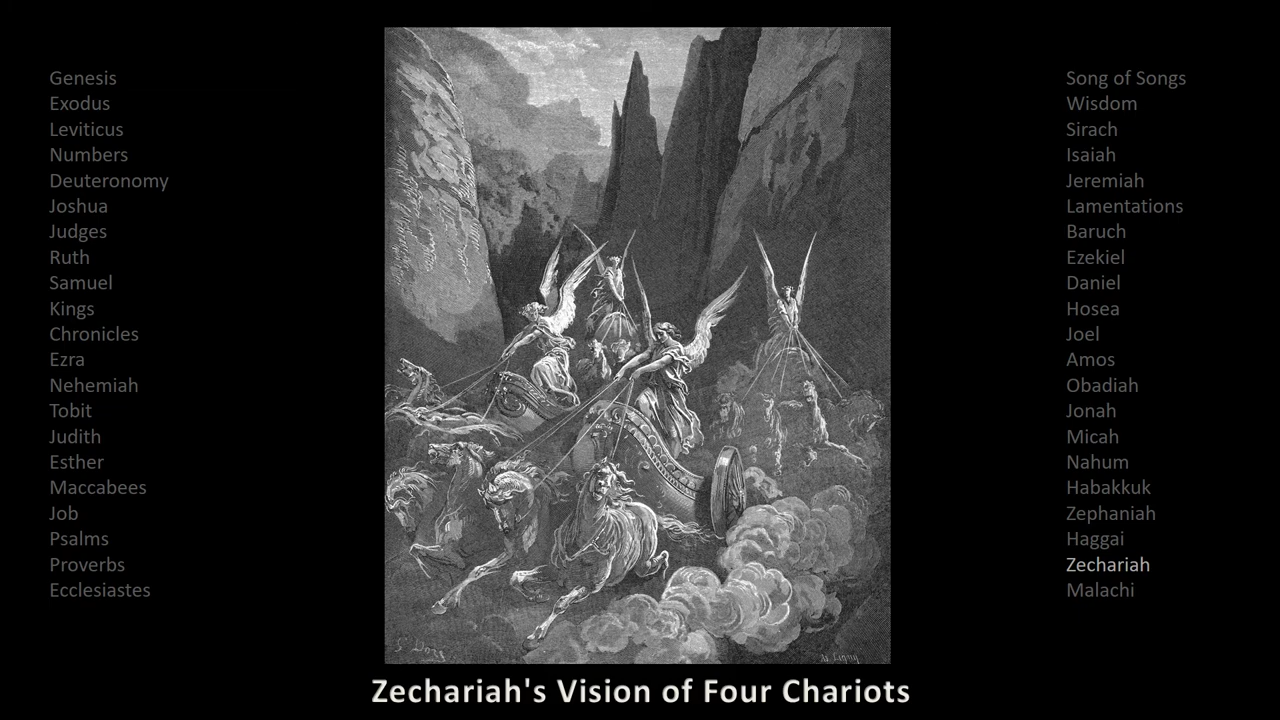 Genesis
Exodus
Leviticus
Numbers
Deuteronomy
Joshua
Judges
Ruth
Samuel
Kings
Chronicles
Ezra
Nehemiah
Tobit
Judith
Esther
Maccabees
Job
Psalms
Proverbs
Ecclesiastes
Song of Songs
Wisdom
Sirach
Isaiah
Jeremiah
Lamentations
Baruch
Ezekiel
Daniel
Hosea
Joel
Amos
Obadiah
Jonah
Micah
Nahum
Habakkuk
Zephaniah
Haggai
Zechariah
Malachi
Zechariah's Vision of Four Chariots